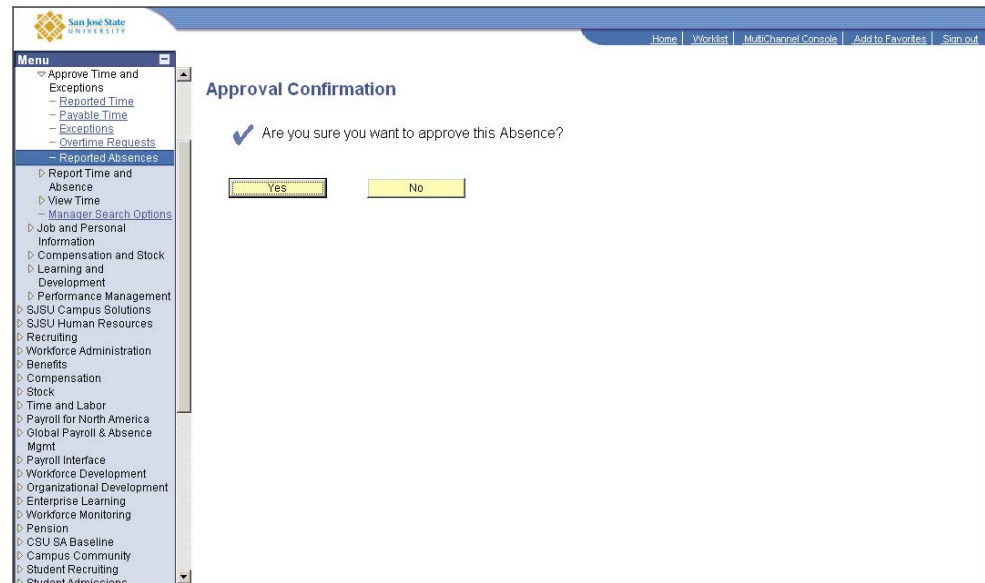 San José State
UNIVERSITY
Home | Worklist | MultiChannel Console | Add to Favorites | Sign out
Menu
Approve Time and
Exceptions
– Reported Time
– Payable Time
– Exceptions
– Overtime Requests
– Reported Absences
Report Time and
Absence
View Time
– Manager Search Options
Job and Personal
Information
Compensation and Stock
Learning and
Development
Performance Management
SJSU Campus Solutions
SJSU Human Resources
Recruiting
Workforce Administration
Benefits
Compensation
Stock
Time and Labor
Payroll for North America
Global Payroll & Absence
Mgmt
Payroll Interface
Workforce Development
Organizational Development
Enterprise Learning
Workforce Monitoring
Pension
CSU SA Baseline
Campus Community
Student Recruiting
Student Admissions
Approval Confirmation
Are you sure you want to approve this Absence?
Yes
No